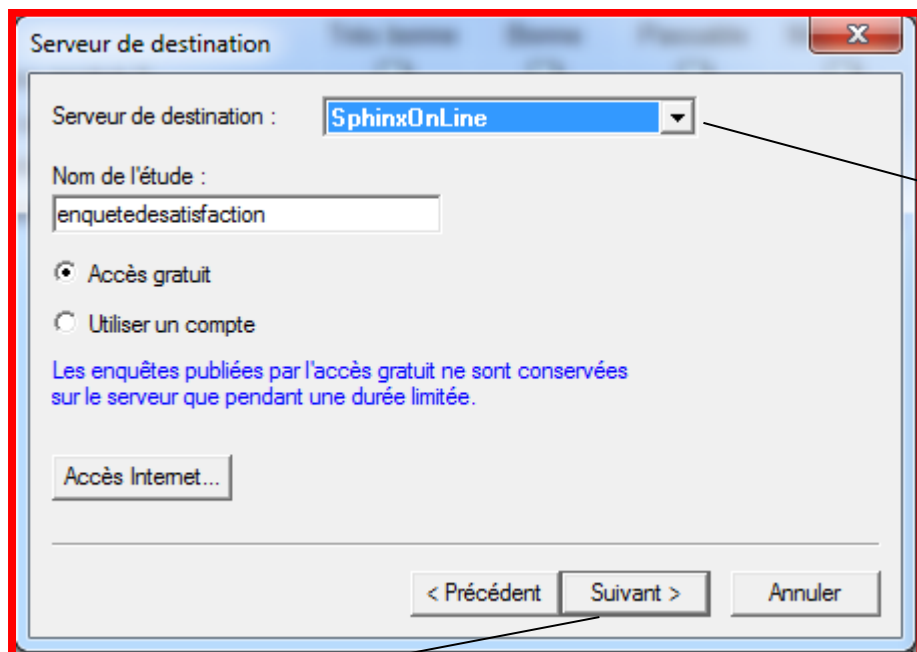 Serveur de destination
Serveur de destination :
SphinxOnLine
Nom de l'étude :
enquetedesatisfaction
Accès gratuit
Utiliser un compte
Les enquêtes publiées par l'accès gratuit ne sont conservées
sur le serveur que pendant une durée limitée.
Accès Internet...
< Précédent
Suivant >
Annuler